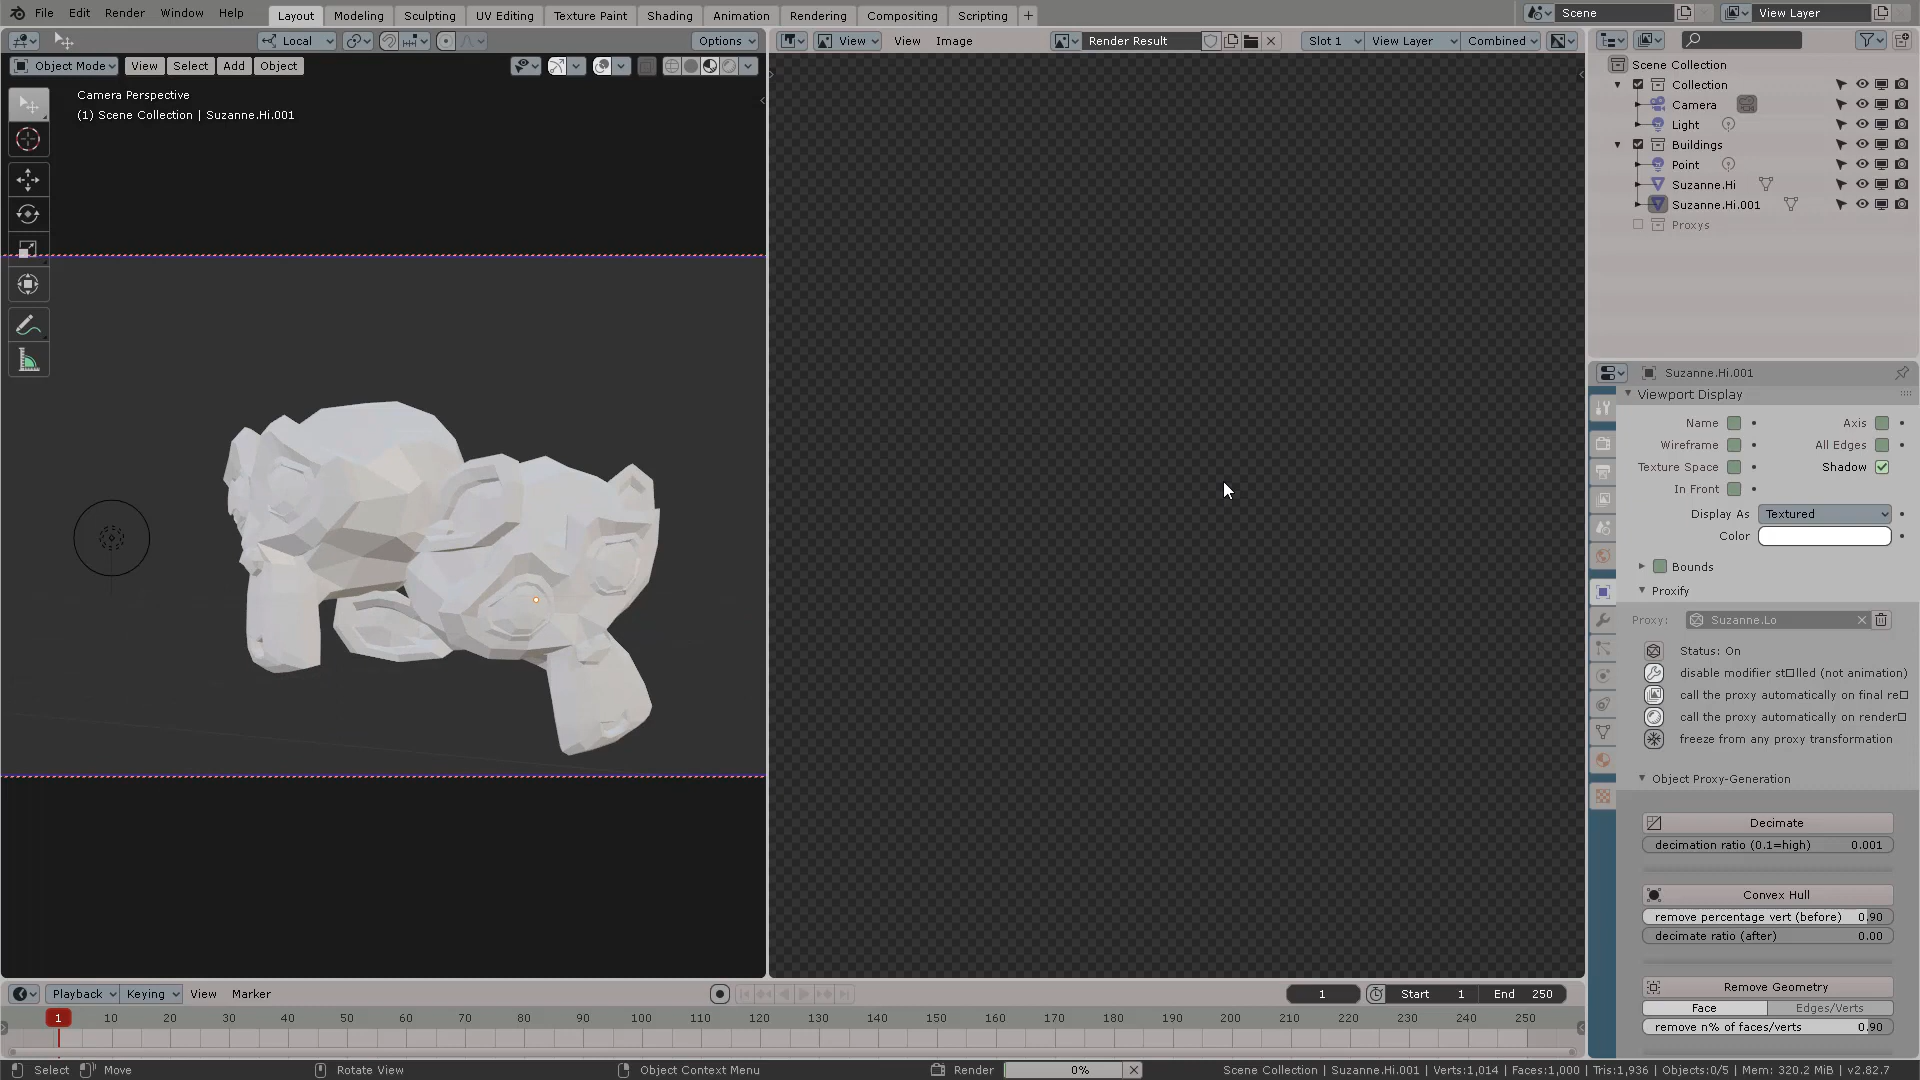 File Edit Render Window Help Layout Modeling Sculpting UV Editing Texture Paint Shading Animation Rendering Compositing Scripting + Scene View Layer
Local Options View View Image Render Result Slot 1 View Layer Combined
Object Mode View Select Add Object
Camera Perspective
(1) Scene Collection | Suzanne.Hi.001
Scene Collection
Collection
Camera
Light
Buildings
Point
Suzanne.Hi
Suzanne.Hi.001
Proxys
Suzanne.Hi.001
Viewport Display
Name Axis
Wireframe All Edges
Texture Space Shadow
In Front
Display As Textured
Color
Bounds
Proxify
Proxy: Suzanne.Lo
Status: On
disable modifier st□lled (not animation)
call the proxy automatically on final re□
call the proxy automatically on render□
freeze from any proxy transformation
Object Proxy-Generation
Decimate
decimation ratio (0.1=high) 0.001
Convex Hull
remove percentage vert (before) 0.90
decimate ratio (after) 0.00
Remove Geometry
Face Edges/Verts
remove n% of faces/verts 0.90
Playback Keying View Marker 1 Start 1 End 250
1 10 20 30 40 50 60 70 80 90 100 110 120 130 140 150 160 170 180 190 200 210 220 230 240 250
Select Move Rotate View Object Context Menu Render 0% Scene Collection | Suzanne.Hi.001 | Verts:1,014 | Faces:1,000 | Tris:1,936 | Objects:0/5 | Mem: 320.2 MiB | v2.82.7